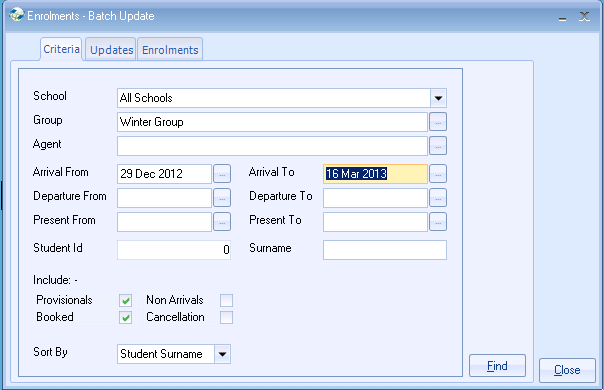 Enrolments - Batch Update
Criteria Updates Enrolments
School All Schools
Group Winter Group ...
Agent ...
Arrival From 29 Dec 2012 ... Arrival To 16 Mar 2013 ...
Departure From ... Departure To ...
Present From ... Present To ...
Student Id 0 Surname
Include: -
Provisionals Non Arrivals
Booked Cancellation
Sort By Student Surname
Find Close